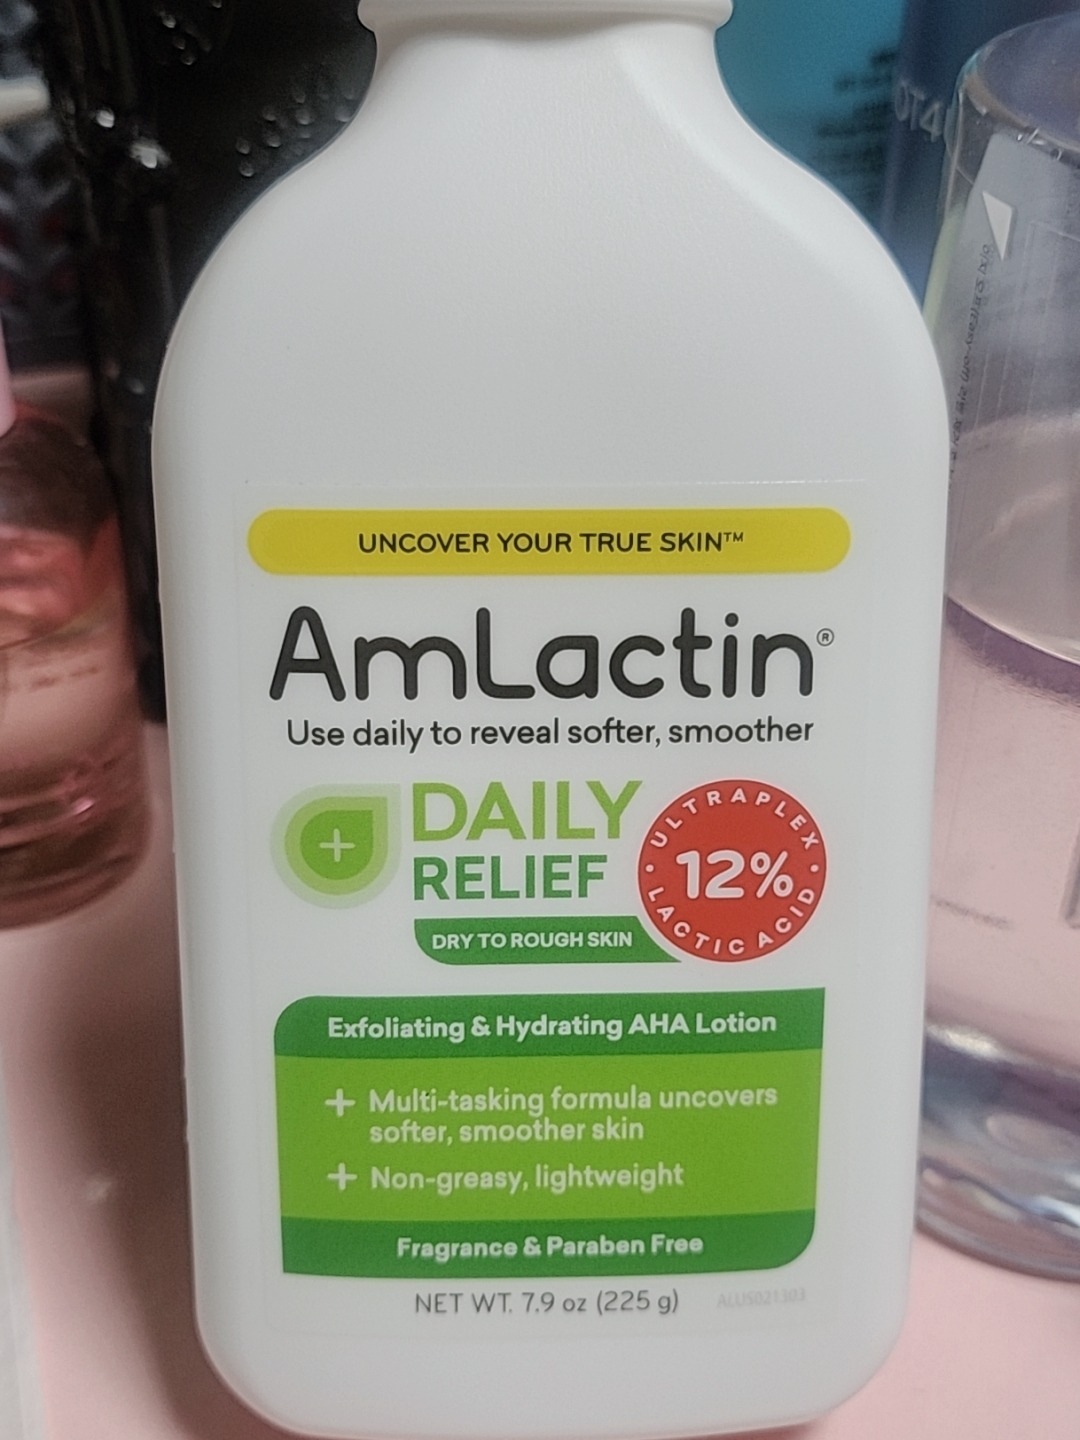 UNCOVER YOUR TRUE SKIN™
AmLactin®
Use daily to reveal softer, smoother
DAILY
RELIEF
DRY TO ROUGH SKIN
ULTRAPLEX
12%
LACTIC ACID
Exfoliating & Hydrating AHA Lotion
+ Multi-tasking formula uncovers
softer, smoother skin
+ Non-greasy, lightweight
Fragrance & Paraben Free
NET WT. 7.9 oz (225 g)
ALUS021303